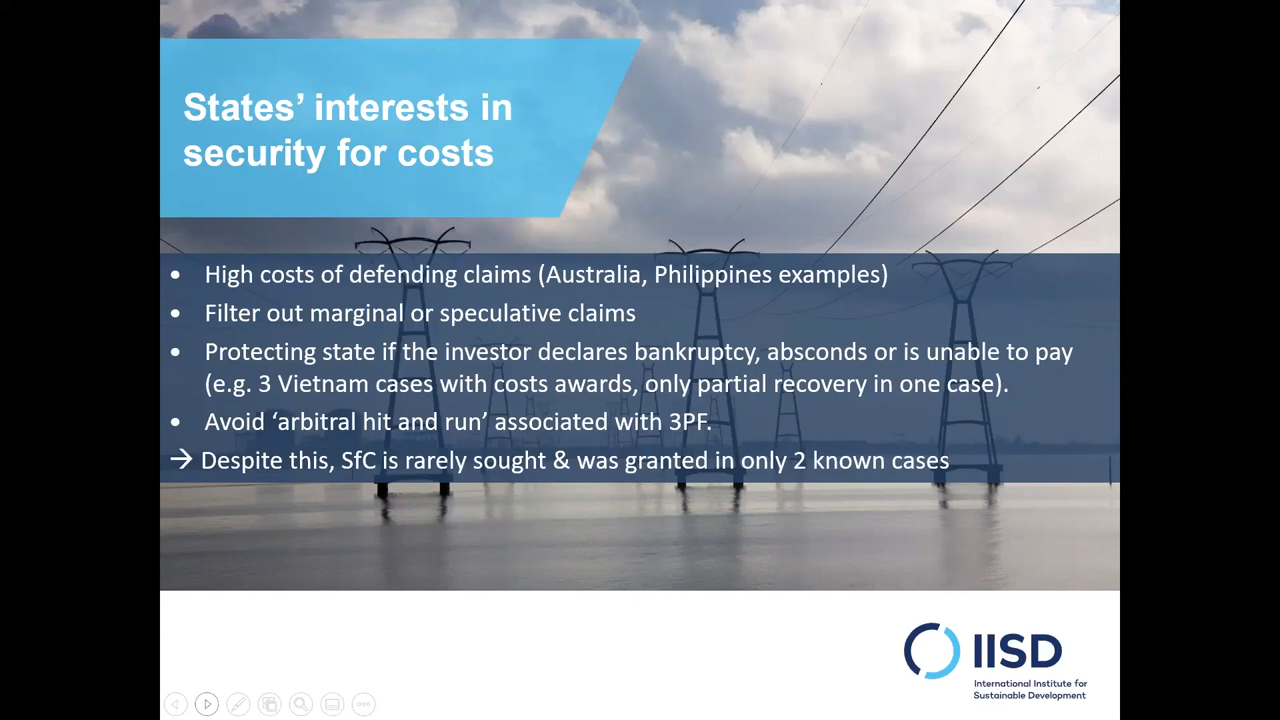 States’ interests in
security for costs
• High costs of defending claims (Australia, Philippines examples)
• Filter out marginal or speculative claims
• Protecting state if the investor declares bankruptcy, absconds or is unable to pay
(e.g. 3 Vietnam cases with costs awards, only partial recovery in one case).
• Avoid ‘arbitral hit and run’ associated with 3PF.
→ Despite this, SfC is rarely sought & was granted in only 2 known cases
IISD
International Institute for
Sustainable Development